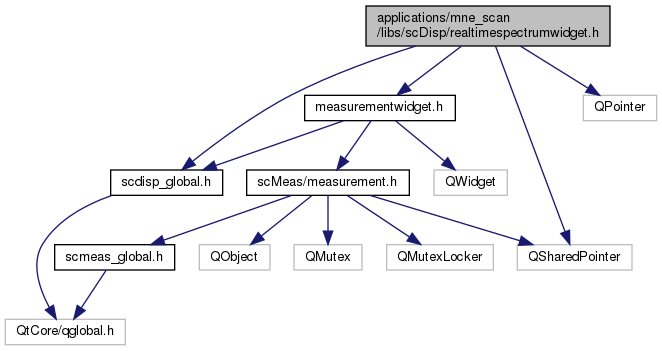 applications/mne_scan
/libs/scDisp/realtimespectrumwidget.h
measurementwidget.h
QPointer
scdisp_global.h
scMeas/measurement.h
QWidget
scmeas_global.h
QObject
QMutex
QMutexLocker
QSharedPointer
QtCore/qglobal.h